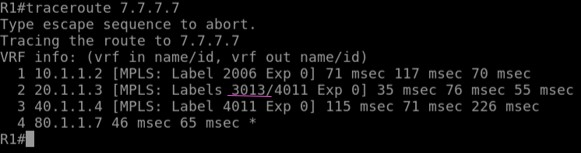 R1#traceroute 7.7.7.7
Type escape sequence to abort.
Tracing the route to 7.7.7.7
VRF info: (vrf in name/id, vrf out name/id)
1 10.1.1.2 [MPLS: Label 2006 Exp 0] 71 msec 117 msec 70 msec
2 20.1.1.3 [MPLS: Labels 3013/4011 Exp 0] 35 msec 76 msec 55 msec
3 40.1.1.4 [MPLS: Label 4011 Exp 0] 115 msec 71 msec 226 msec
4 80.1.1.7 46 msec 65 msec *
R1#